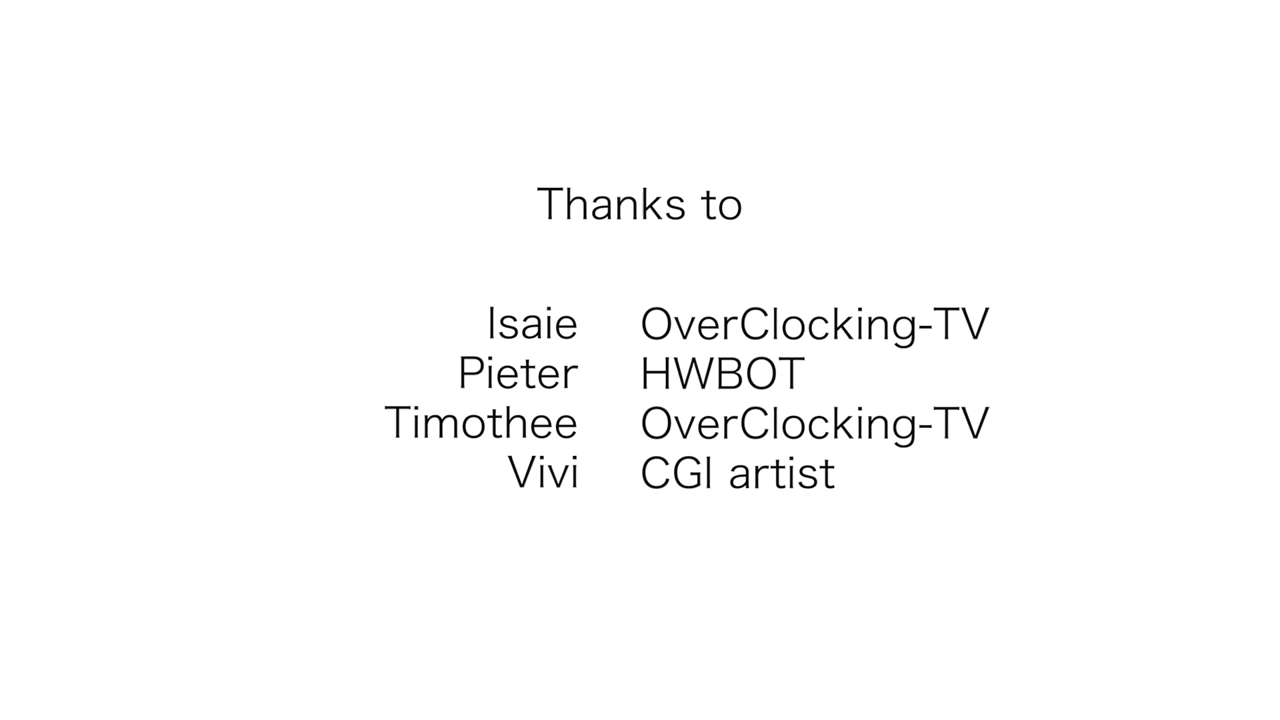 Thanks to
Isaie OverClocking-TV
Pieter HWBOT
Timothee OverClocking-TV
Vivi CGI artist